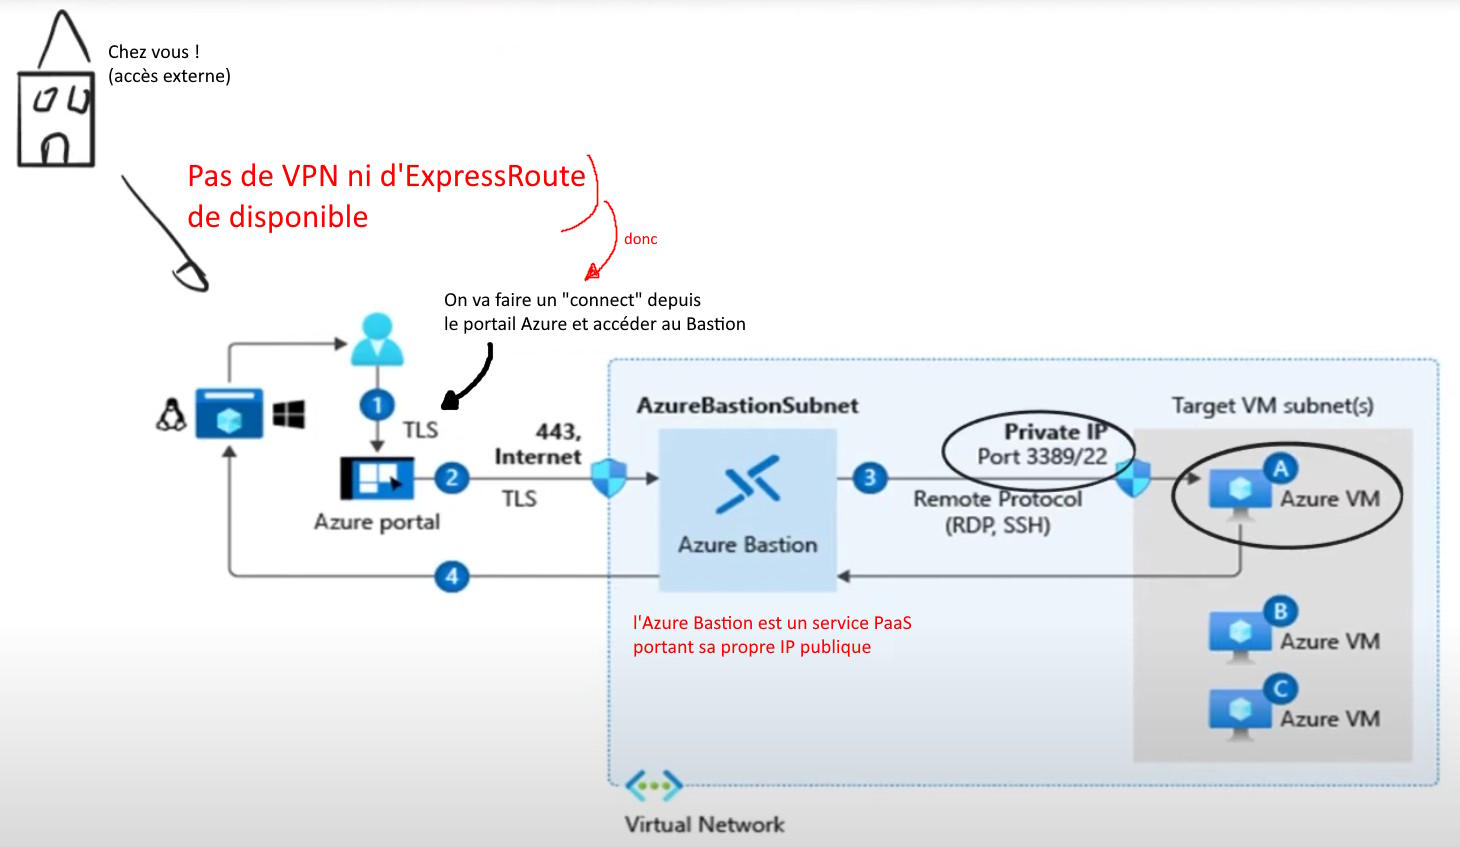 Chez vous !
(accès externe)
Pas de VPN ni d'ExpressRoute
de disponible
donc
On va faire un "connect" depuis
le portail Azure et accéder au Bastion
1
TLS
Azure portal
2
443,
Internet
TLS
AzureBastionSubnet
Azure Bastion
3
Private IP
Port 3389/22
Remote Protocol
(RDP, SSH)
Target VM subnet(s)
A
Azure VM
B
Azure VM
C
Azure VM
4
l'Azure Bastion est un service PaaS
portant sa propre IP publique
Virtual Network